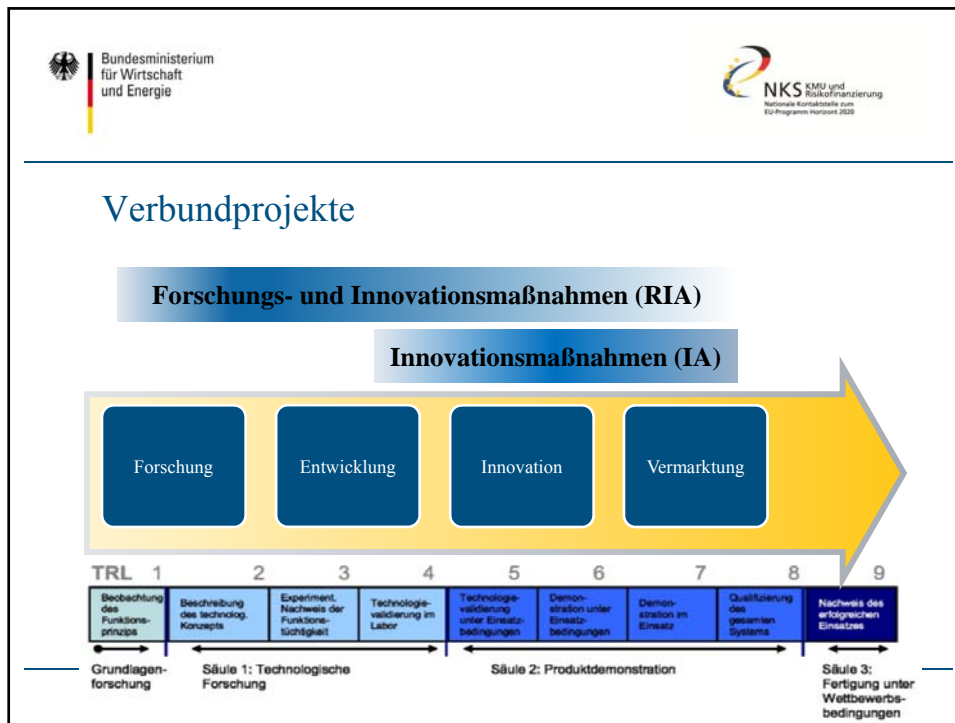 Bundesministerium
für Wirtschaft
und Energie
NKS KMU und
Risikofinanzierung
Nationale Kontaktstelle zum
EU-Programm Horizont 2020
Verbundprojekte
Forschungs- und Innovationsmaßnahmen (RIA)
Innovationsmaßnahmen (IA)
Forschung
Entwicklung
Innovation
Vermarktung
TRL 1 2 3 4 5 6 7 8 9
Beobachtung
des
Funktions-
prinzips
Beschreibung
des technolog.
Konzepts
Experiment.
Nachweis der
Funktions-
tüchtigkeit
Technologie-
validierung im
Labor
Technologie-
validierung
unter Einsatz-
bedingungen
Demon-
stration unter
Einsatz-
bedingungen
Demon-
stration im
Einsatz
Qualifizierung
des
gesamten
Systems
Nachweis des
erfolgreichen
Einsatzes
Grundlagen-
forschung
Säule 1: Technologische
Forschung
Säule 2: Produktdemonstration
Säule 3:
Fertigung unter
Wettbewerbs-
bedingungen